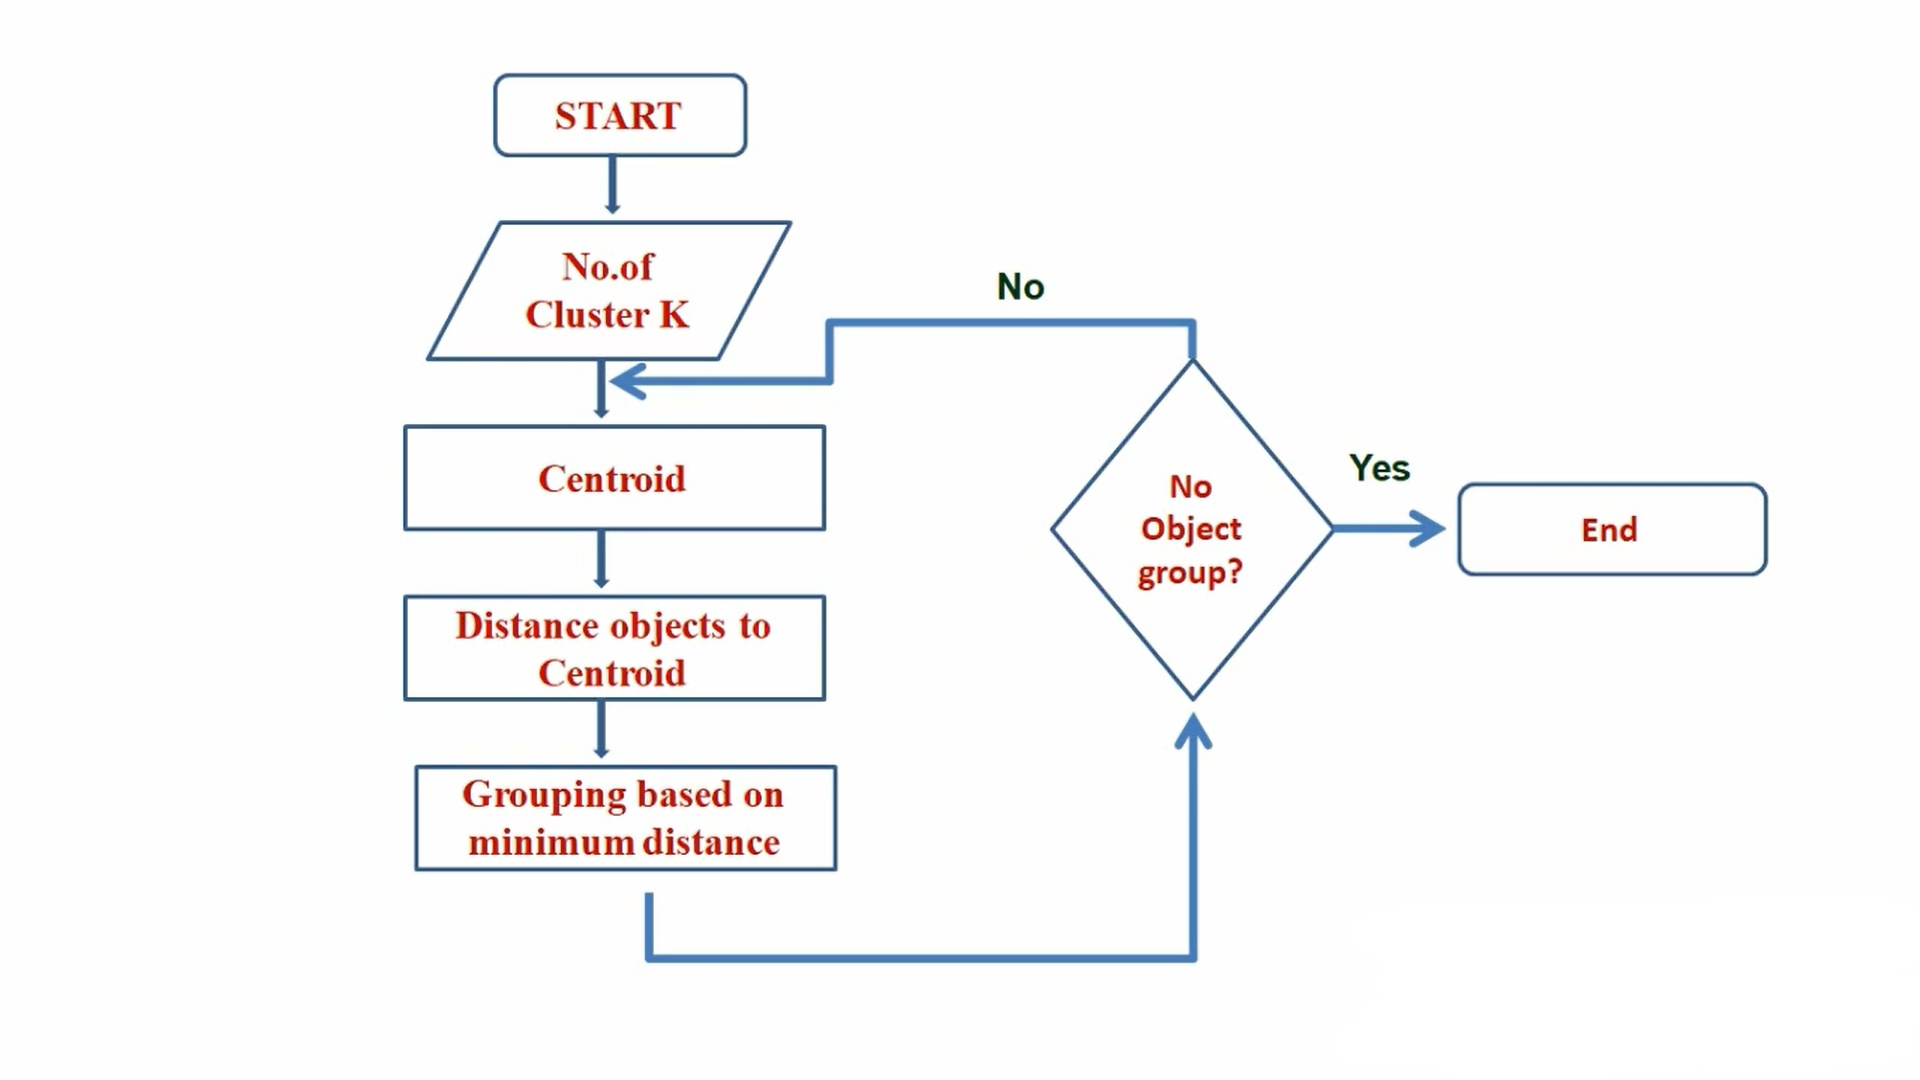 START
No.of
Cluster K
Centroid
Distance objects to
Centroid
Grouping based on
minimum distance
No
No
Object
group?
Yes
End